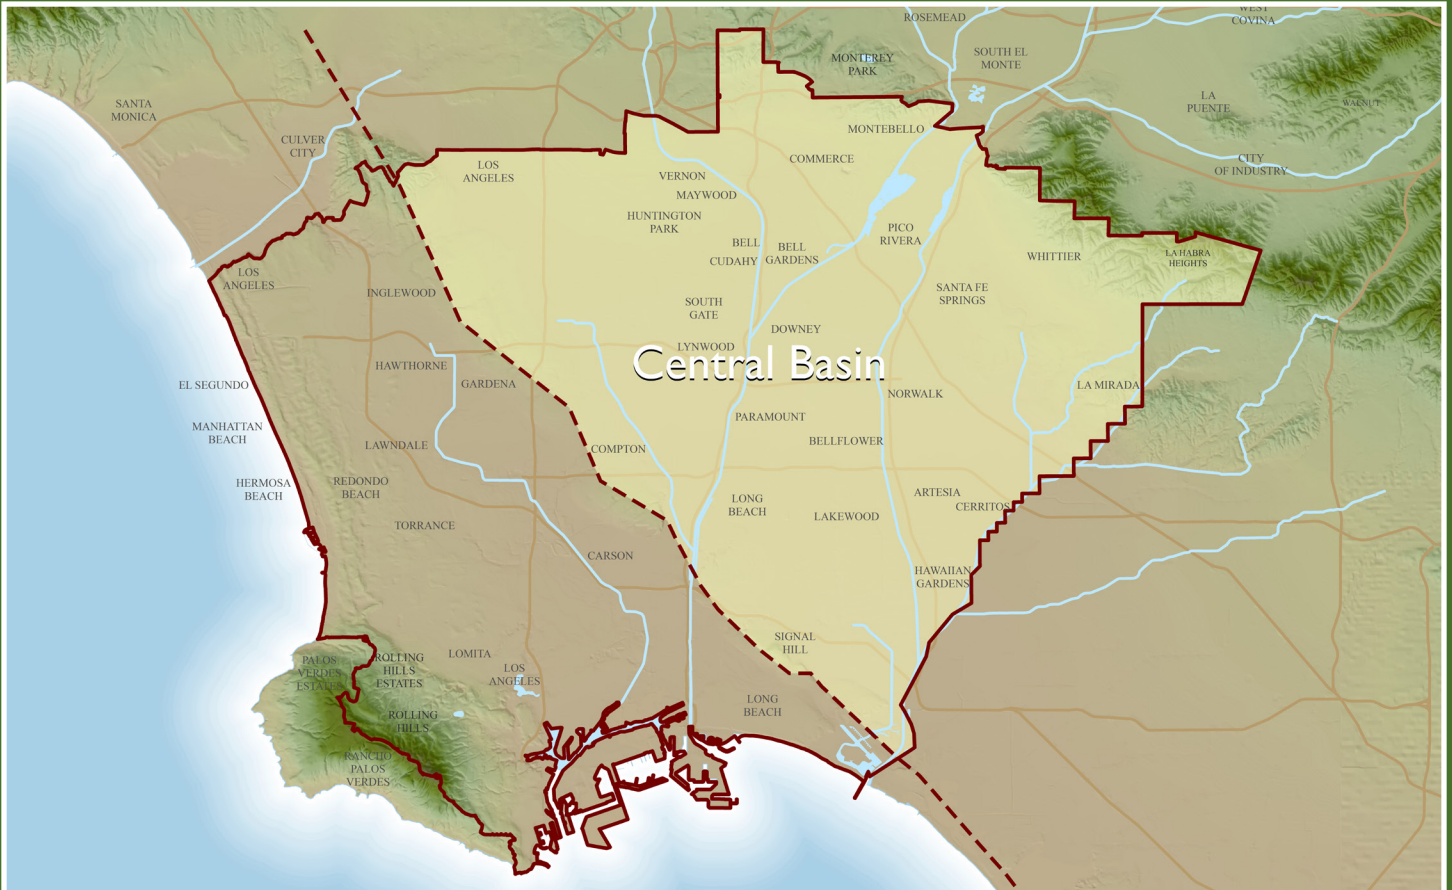 WEST
COVINA
ROSEMEAD
SOUTH EL
MONTE
MONTEREY
PARK
LA
PUENTE
WALNUT
SANTA
MONICA
CULVER
CITY
MONTEBELLO
COMMERCE
CITY
OF INDUSTRY
LOS
ANGELES
VERNON
MAYWOOD
HUNTINGTON
PARK
PICO
RIVERA
BELL
BELL
GARDENS
CUDAHY
WHITTIER
LA HABRA
HEIGHTS
LOS
ANGELES
INGLEWOOD
SANTA FE
SPRINGS
SOUTH
GATE
DOWNEY
LYNWOOD
Central Basin
HAWTHORNE
GARDENA
EL SEGUNDO
LA MIRADA
NORWALK
PARAMOUNT
MANHATTAN
BEACH
LAWNDALE
COMPTON
BELLFLOWER
HERMOSA
BEACH
REDONDO
BEACH
LONG
BEACH
ARTESIA
CERRITOS
LAKEWOOD
TORRANCE
CARSON
HAWAIIAN
GARDENS
SIGNAL
HILL
LOMITA
PALOS
VERDES
ESTATES
ROLLING
HILLS
ESTATES
LOS
ANGELES
LONG
BEACH
ROLLING
HILLS
RANCHO
PALOS
VERDES